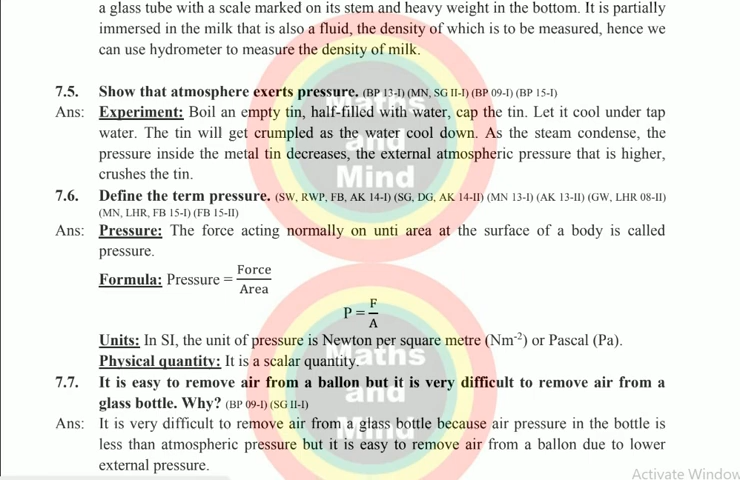 a glass tube with a scale marked on its stem and heavy weight in the bottom. It is partially
immersed in the milk that is also a fluid, the density of which is to be measured, hence we
can use hydrometer to measure the density of milk.
7.5. Show that atmosphere exerts pressure. (BP 13-I) (MN, SG II-I) (BP 09-I) (BP 15-I)
Ans: Experiment: Boil an empty tin, half-filled with water, cap the tin. Let it cool under tap
water. The tin will get crumpled as the water cool down. As the steam condense, the
pressure inside the metal tin decreases, the external atmospheric pressure that is higher,
crushes the tin.
7.6. Define the term pressure. (SW, RWP, FB, AK 14-I) (SG, DG, AK 14-II) (MN 13-I) (AK 13-II) (GW, LHR 08-II)
(MN, LHR, FB 15-I) (FB 15-II)
Ans: Pressure: The force acting normally on unti area at the surface of a body is called
pressure.
Formula: Pressure = Force
Area
P = F
A
Units: In SI, the unit of pressure is Newton per square metre (Nm⁻²) or Pascal (Pa).
Physical quantity: It is a scalar quantity.
7.7. It is easy to remove air from a ballon but it is very difficult to remove air from a
glass bottle. Why? (BP 09-I) (SG II-I)
Ans: It is very difficult to remove air from a glass bottle because air pressure in the bottle is
less than atmospheric pressure but it is easy to remove air from a ballon due to lower
external pressure.
Maths
and
Mind
Maths
and
Mind
Activate Window